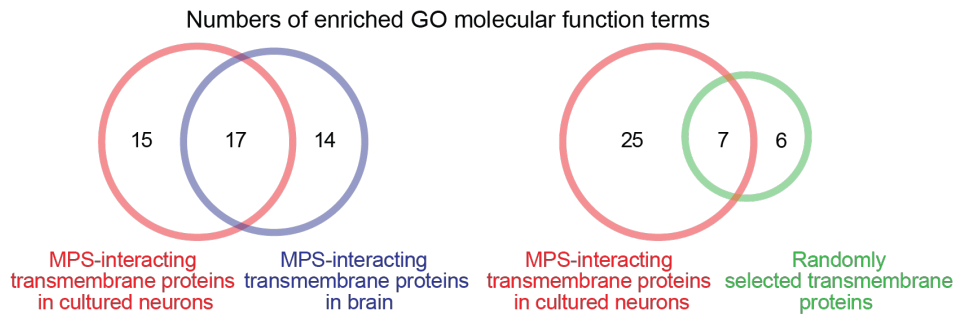 Numbers of enriched GO molecular function terms
15
17
14
25
7
6
MPS-interacting
transmembrane proteins
in cultured neurons
MPS-interacting
transmembrane proteins
in brain
MPS-interacting
transmembrane proteins
in cultured neurons
Randomly
selected transmembrane
proteins